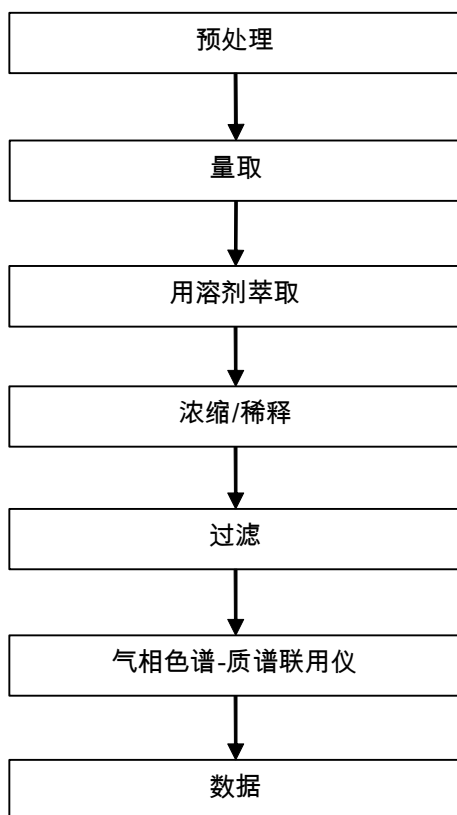 预处理
量取
用溶剂萃取
浓缩/稀释
过滤
气相色谱-质谱联用仪
数据